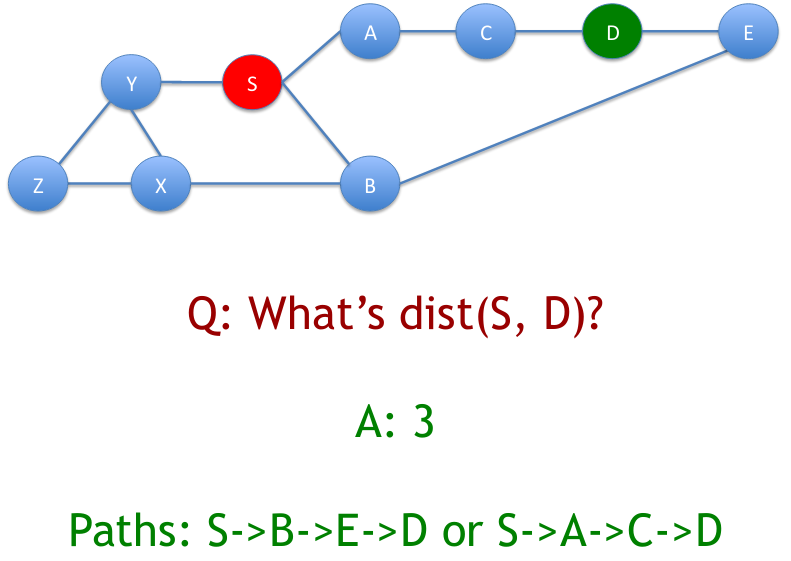 A C D E
Y S
Z X B
Q: What’s dist(S, D)?
A: 3
Paths: S->B->E->D or S->A->C->D